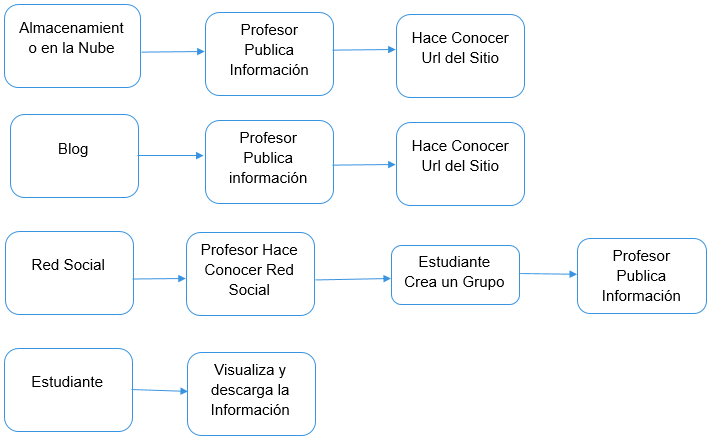 Almacenamient
o en la Nube
Profesor
Publica
Información
Hace Conocer
Url del Sitio
Blog
Profesor
Publica
información
Hace Conocer
Url del Sitio
Red Social
Profesor Hace
Conocer Red
Social
Estudiante
Crea un Grupo
Profesor
Publica
Información
Estudiante
Visualiza y
descarga la
Información